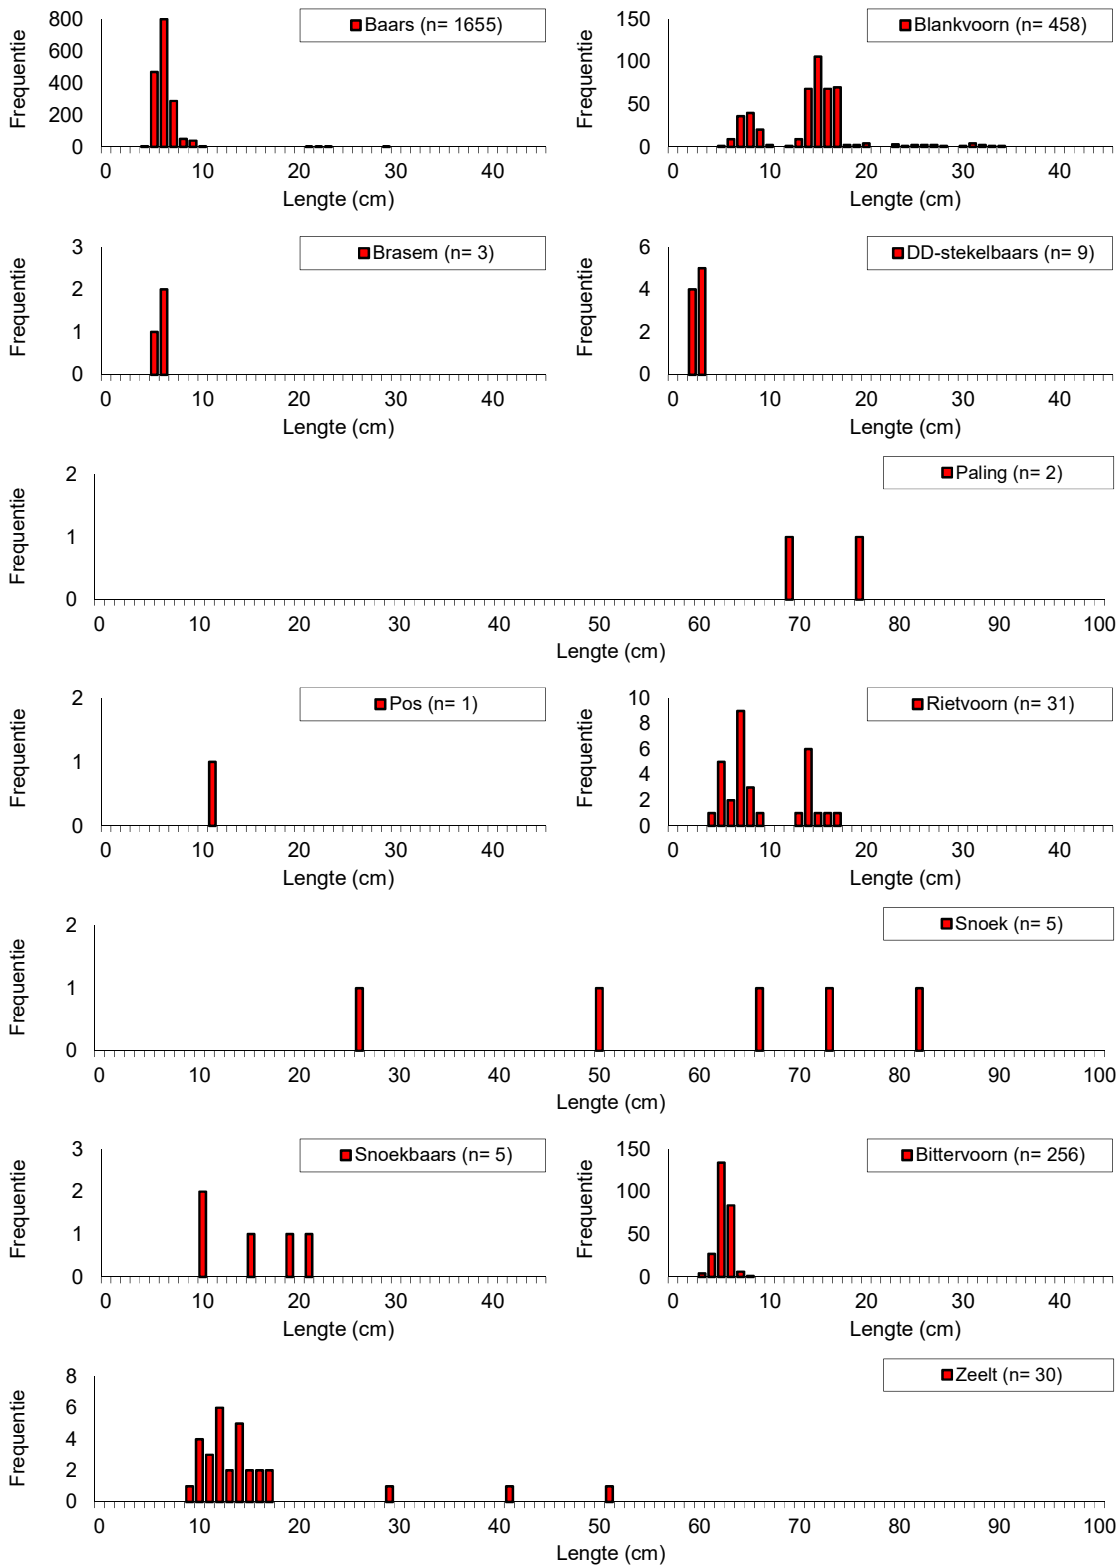 Baars (n= 1655)
Frequentie
800
600
400
200
0
0 10 20 30 40
Lengte (cm)
Blankvoorn (n= 458)
Frequentie
150
100
50
0
0 10 20 30 40
Lengte (cm)
Brasem (n= 3)
Frequentie
3
2
1
0
0 10 20 30 40
Lengte (cm)
DD-stekelbaars (n= 9)
Frequentie
6
4
2
0
0 10 20 30 40
Lengte (cm)
Paling (n= 2)
Frequentie
2
1
0
0 10 20 30 40 50 60 70 80 90 100
Lengte (cm)
Pos (n= 1)
Frequentie
2
1
0
0 10 20 30 40
Lengte (cm)
Rietvoorn (n= 31)
Frequentie
10
8
6
4
2
0
0 10 20 30 40
Lengte (cm)
Snoek (n= 5)
Frequentie
2
1
0
0 10 20 30 40 50 60 70 80 90 100
Lengte (cm)
Snoekbaars (n= 5)
Frequentie
3
2
1
0
0 10 20 30 40
Lengte (cm)
Bittervoorn (n= 256)
Frequentie
150
100
50
0
0 10 20 30 40
Lengte (cm)
Zeelt (n= 30)
Frequentie
8
6
4
2
0
0 10 20 30 40 50 60 70 80 90 100
Lengte (cm)